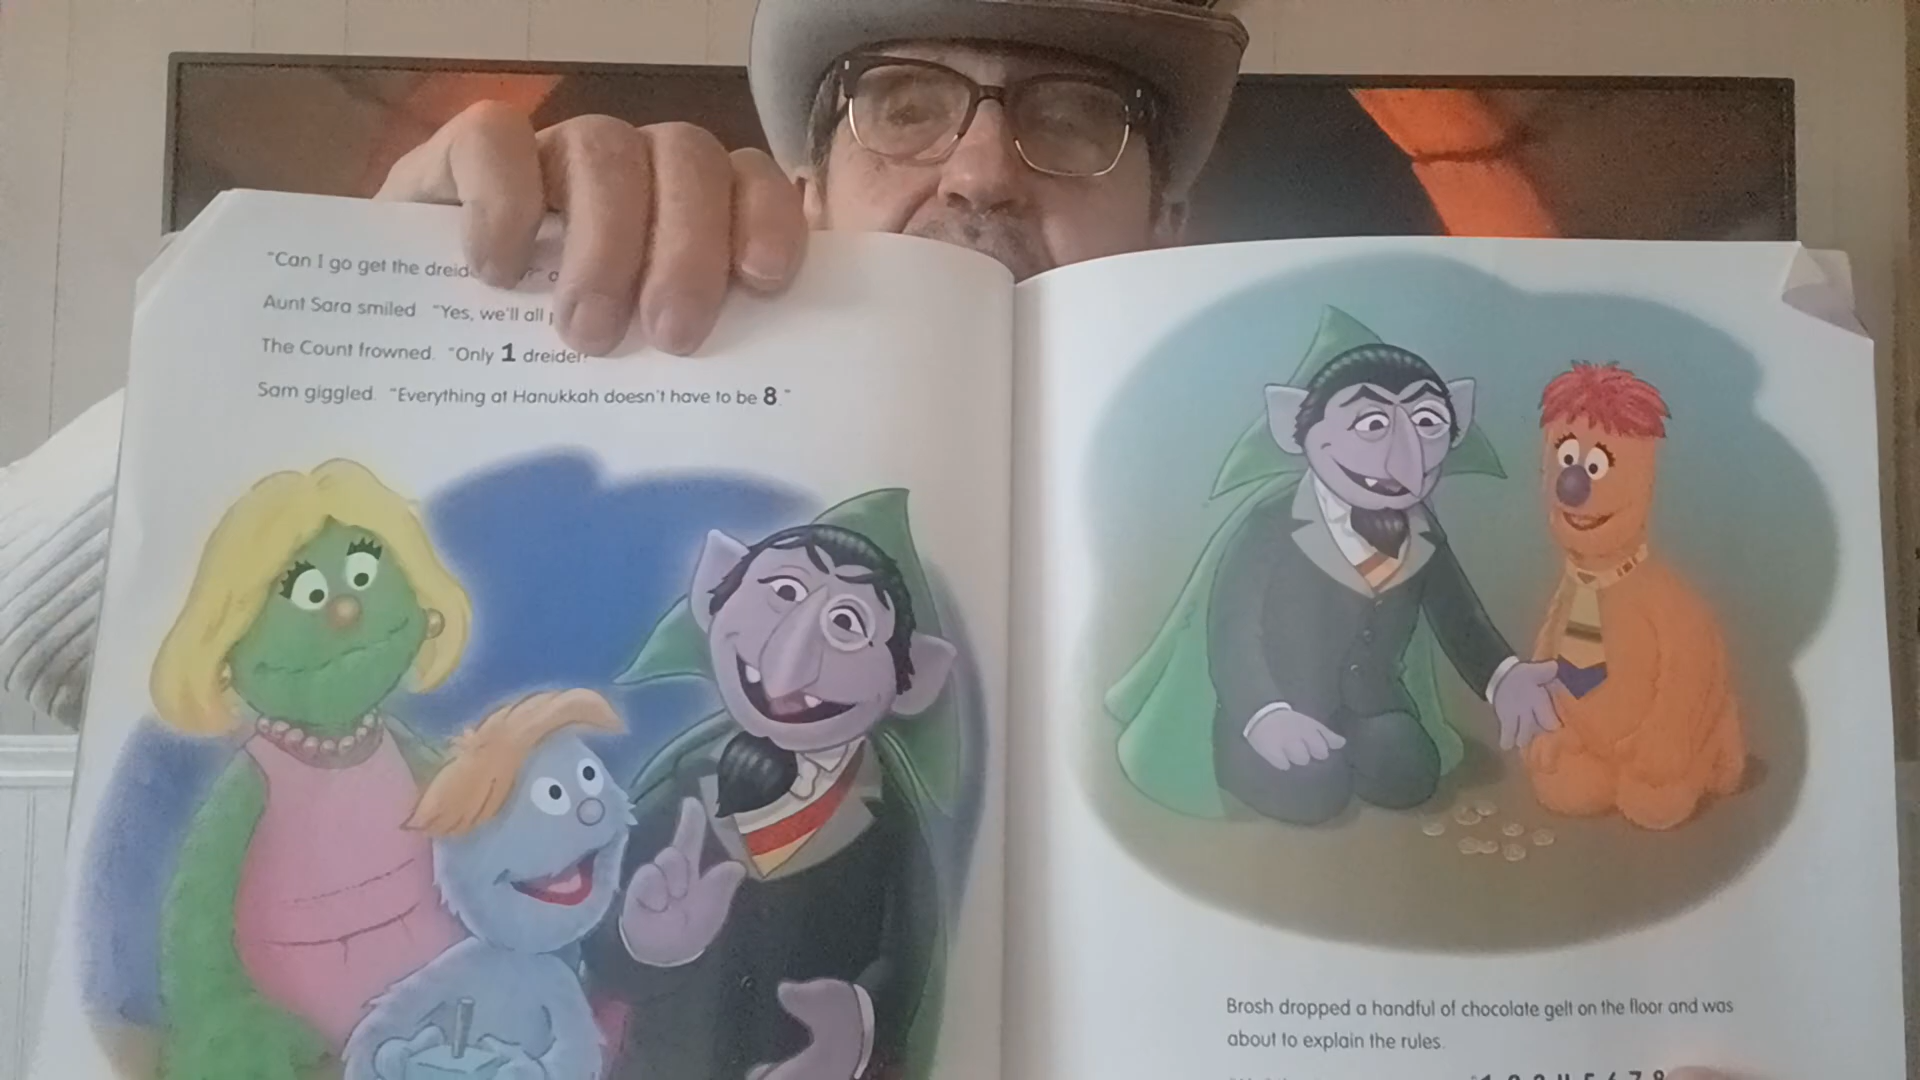 "Can I go get the
Aunt Sara smiled. "Yes, we'll all
The Count frowned. "Only 1 dreidel
Sam giggled. "Everything at Hanukkah doesn't have to be 8."
Brosh dropped a handful of chocolate gelt on the floor and was
about to explain the rules.